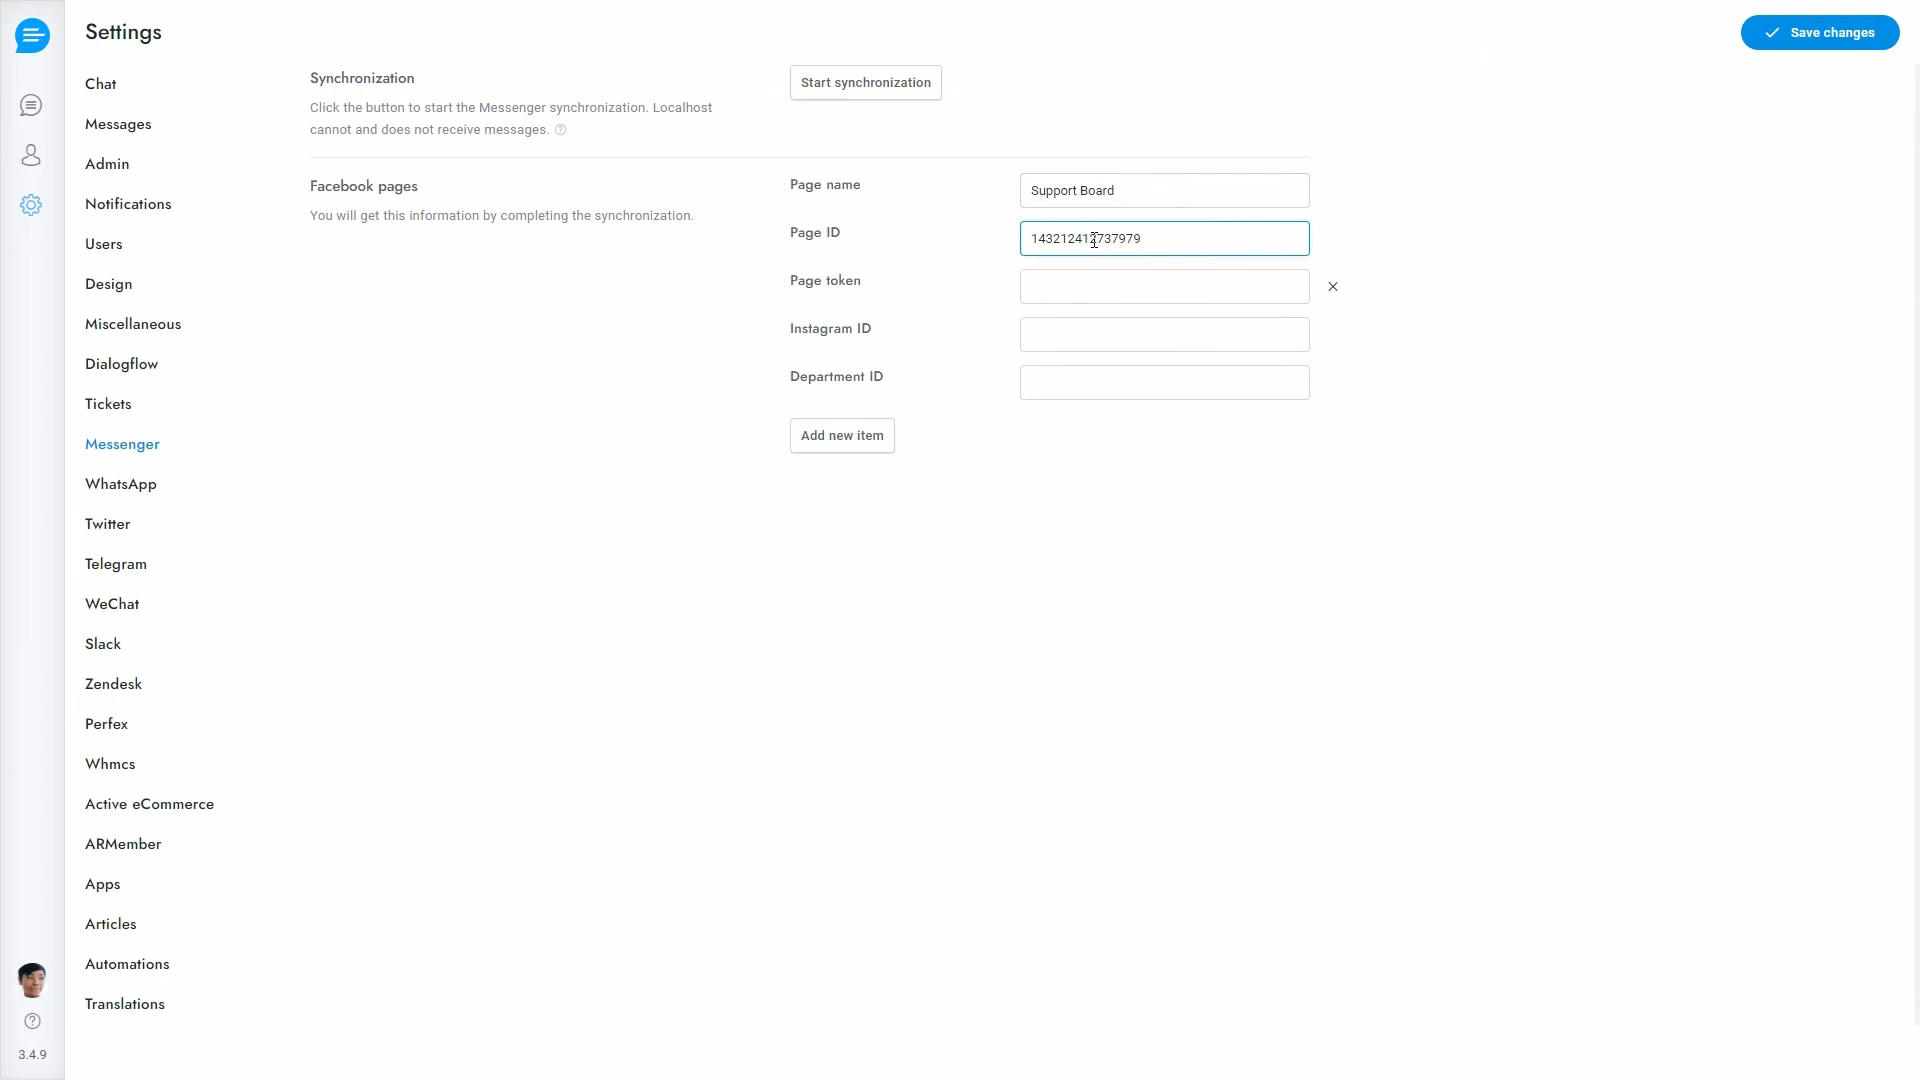 Settings
Save changes
Chat
Messages
Admin
Notifications
Users
Design
Miscellaneous
Dialogflow
Tickets
Messenger
WhatsApp
Twitter
Telegram
WeChat
Slack
Zendesk
Perfex
Whmcs
Active eCommerce
ARMember
Apps
Articles
Automations
Translations
3.4.9
Synchronization
Click the button to start the Messenger synchronization. Localhost
cannot and does not receive messages.
Start synchronization
Facebook pages
You will get this information by completing the synchronization.
Page name
Support Board
Page ID
143212412737979
Page token
Instagram ID
Department ID
Add new item